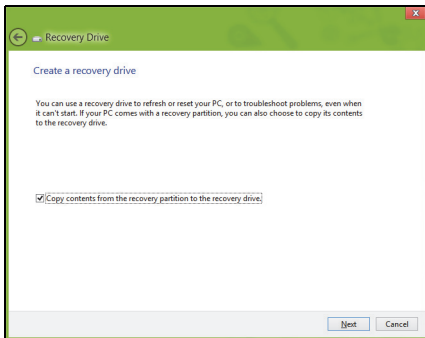 Recovery Drive
Create a recovery drive
You can use a recovery drive to refresh or reset your PC, or to troubleshoot problems, even when
it can't start. If your PC comes with a recovery partition, you can also choose to copy its contents
to the recovery drive.
Copy contents from the recovery partition to the recovery drive.
Next Cancel